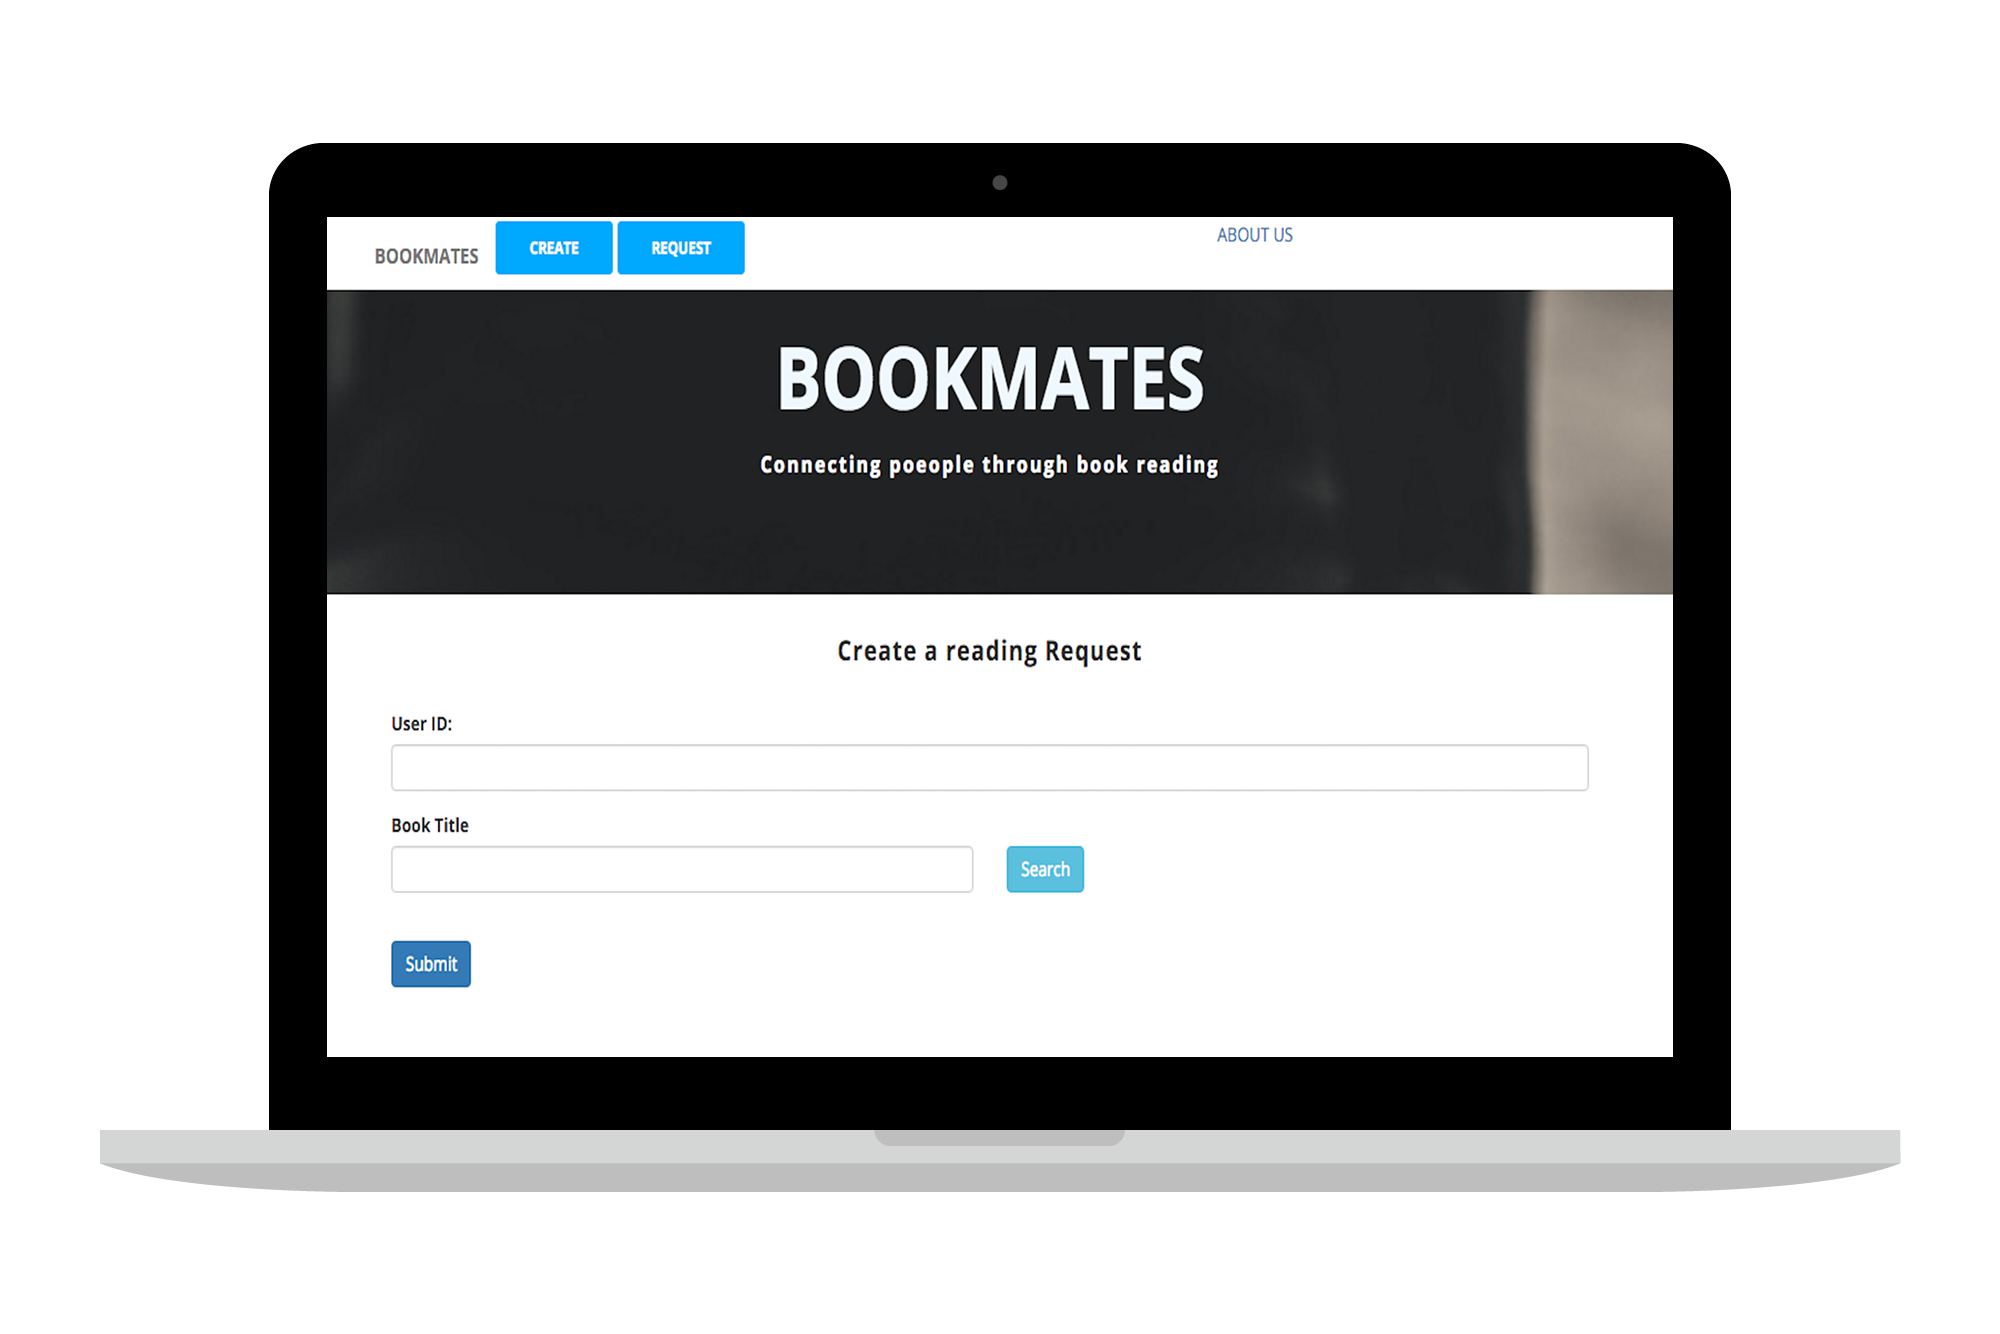 BOOKMATES CREATE REQUEST ABOUT US
BOOKMATES
Connecting poeople through book reading
Create a reading Request
User ID:
Book Title
Search
Submit